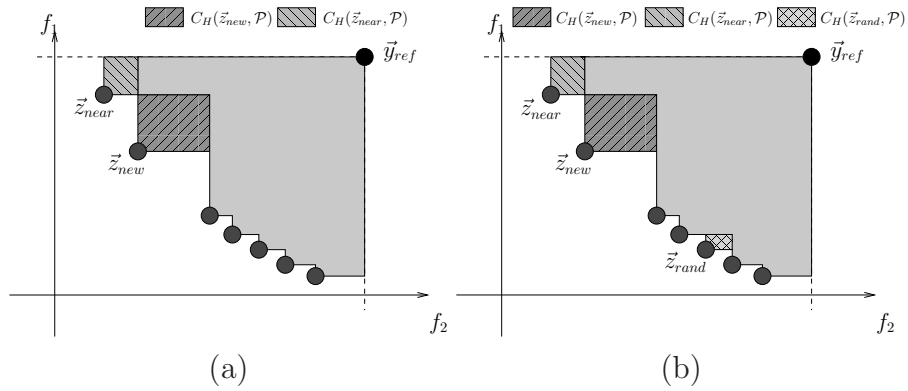 C_H(\vec{z}_{new}, \mathcal{P}) C_H(\vec{z}_{near}, \mathcal{P})
f_1
\vec{y}_{ref}
\vec{z}_{near}
\vec{z}_{new}
f_2
(a)
C_H(\vec{z}_{new}, \mathcal{P}) C_H(\vec{z}_{near}, \mathcal{P}) C_H(\vec{z}_{rand}, \mathcal{P})
f_1
\vec{y}_{ref}
\vec{z}_{near}
\vec{z}_{new}
\vec{z}_{rand}
f_2
(b)